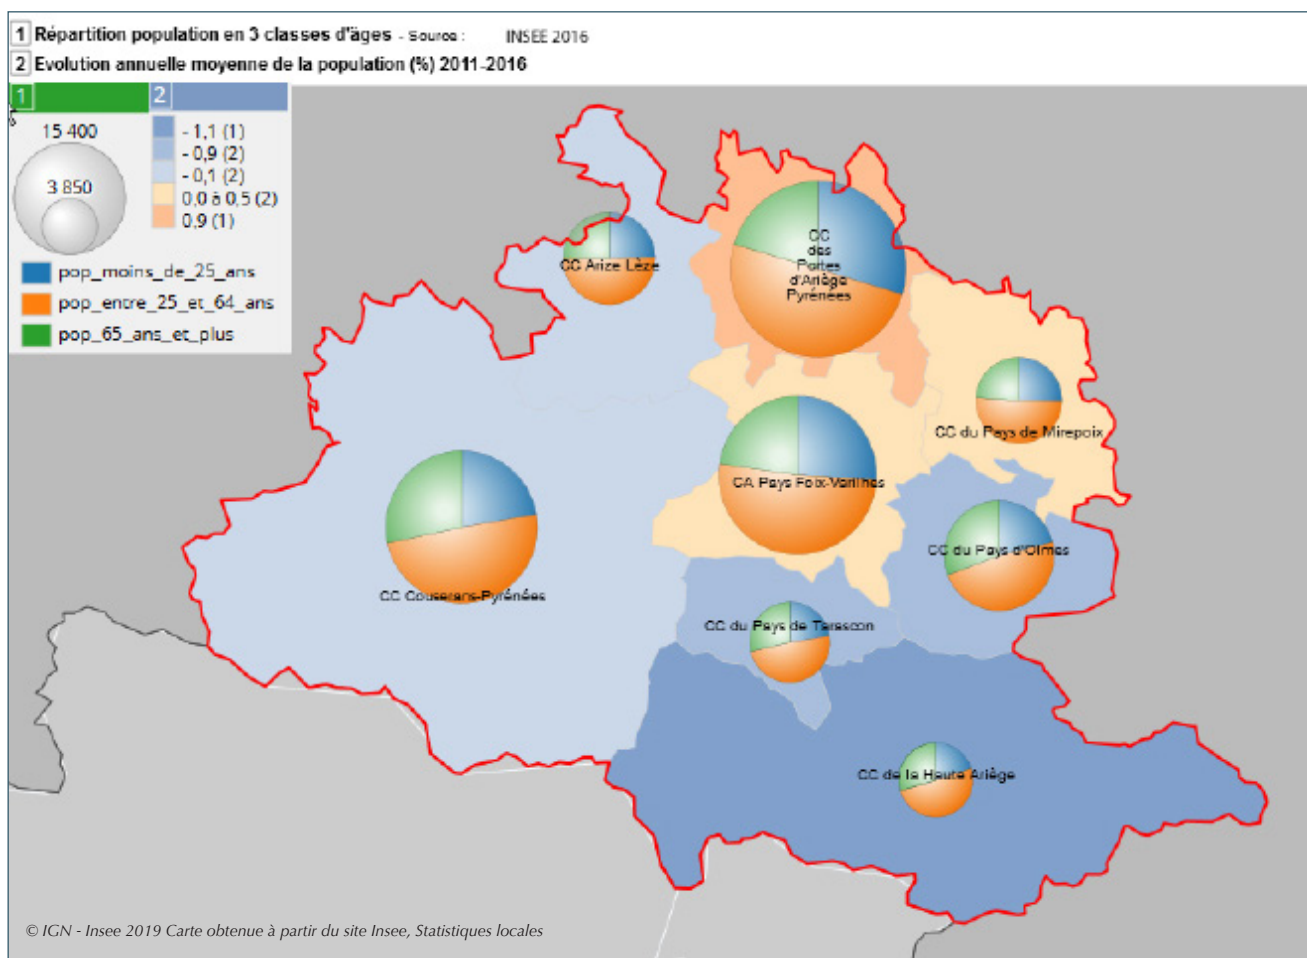 1 Répartition population en 3 classes d'âges - Source : INSEE 2016
2 Evolution annuelle moyenne de la population (%) 2011-2016
1 2
15 400
3 850
- 1,1 (1)
- 0,9 (2)
- 0,1 (2)
0,0 à 0,5 (2)
0,9 (1)
pop_moins_de_25_ans
pop_entre_25_et_64_ans
pop_65_ans_et_plus
CC Arize Lèze
CC
des
Portes
d'Ariège
Pyrénées
CC du Pays de Mirepoix
CA Pays Foix-Varilhes
CC du Pays d'Olmes
CC Couserans-Pyrénées
CC du Pays de Tarascon
CC de la Haute Ariège
© IGN - Insee 2019 Carte obtenue à partir du site Insee, Statistiques locales